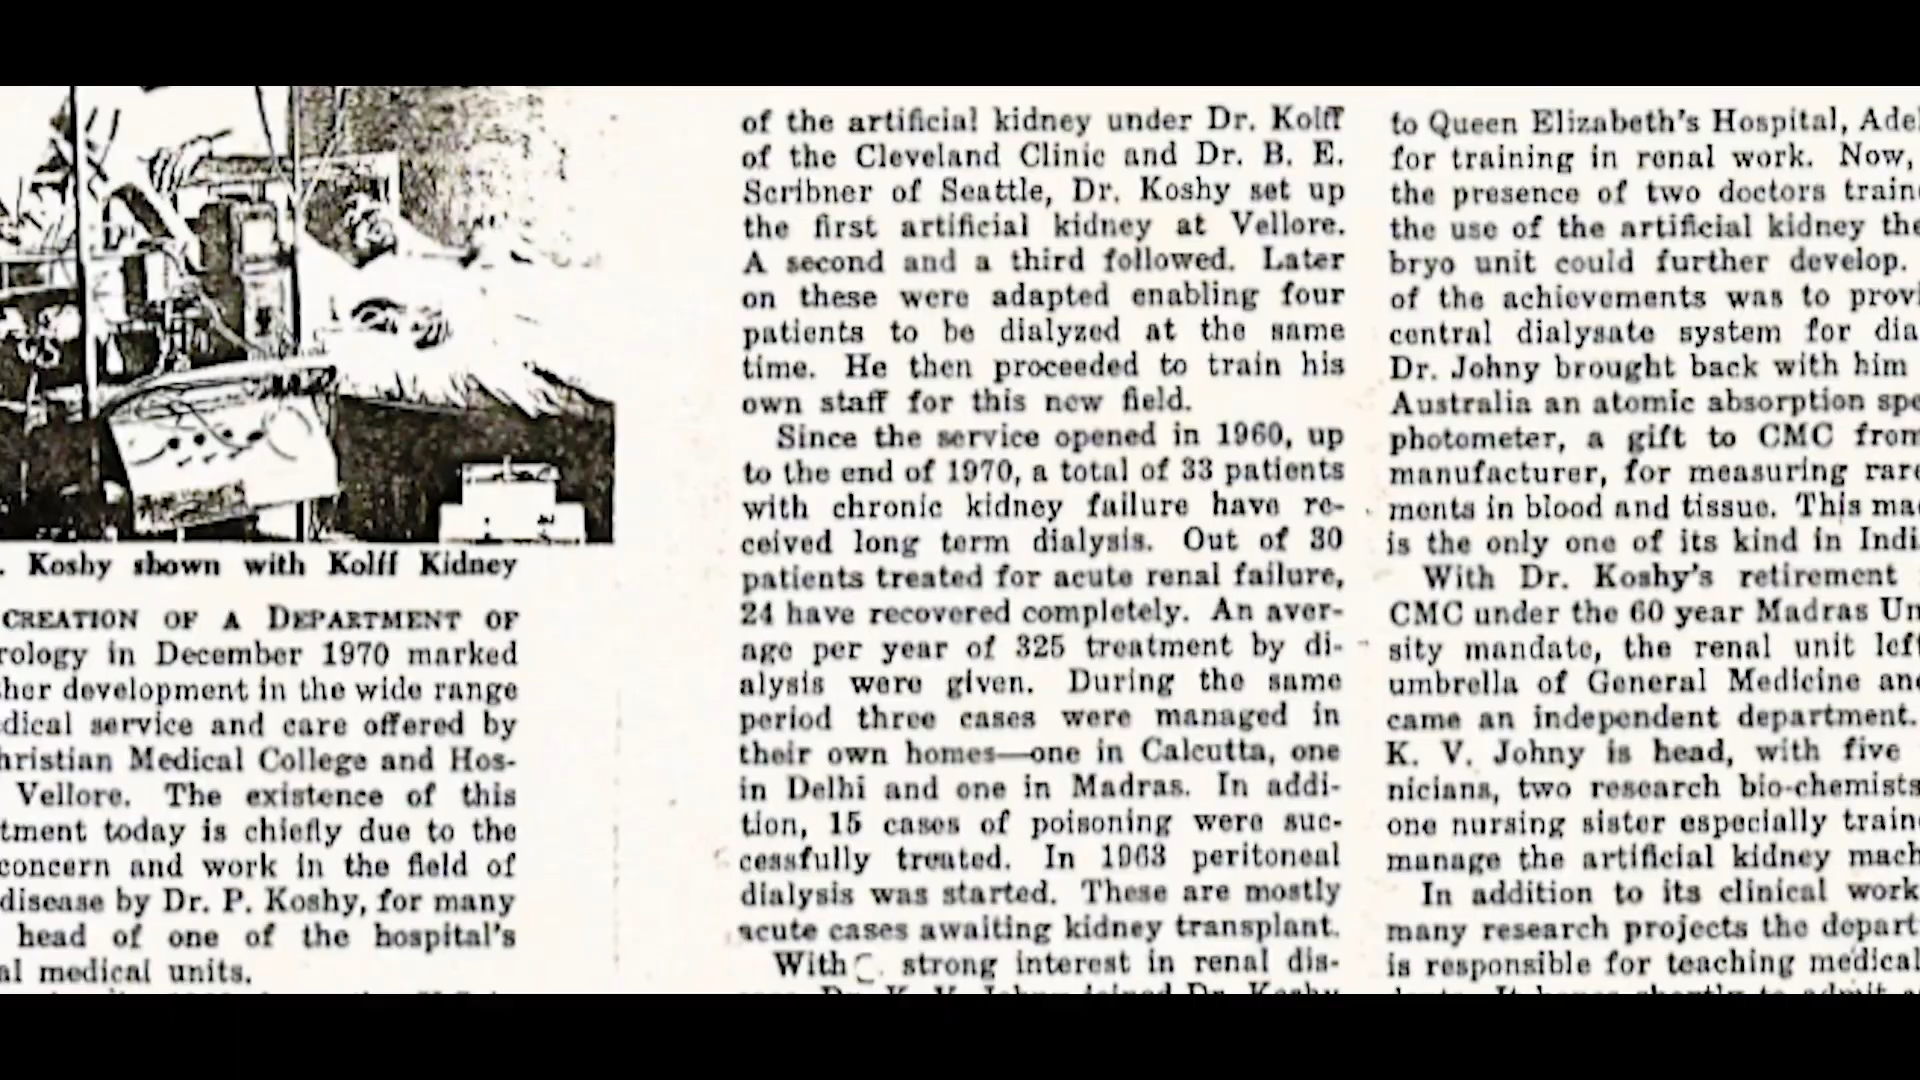 . Koshy shown with Kolff Kidney
CREATION OF A DEPARTMENT OF
rology in December 1970 marked
her development in the wide range
dical service and care offered by
hristian Medical College and Hos-
Vellore. The existence of this
tment today is chiefly due to the
concern and work in the field of
disease by Dr. P. Koshy, for many
head of one of the hospital's
al medical units.
of the artificial kidney under Dr. Kolff
of the Cleveland Clinic and Dr. B. E.
Scribner of Seattle, Dr. Koshy set up
the first artificial kidney at Vellore.
A second and a third followed. Later
on these were adapted enabling four
patients to be dialyzed at the same
time. He then proceeded to train his
own staff for this new field.
Since the service opened in 1960, up
to the end of 1970, a total of 33 patients
with chronic kidney failure have re-
ceived long term dialysis. Out of 30
patients treated for acute renal failure,
24 have recovered completely. An aver-
age per year of 325 treatment by di-
alysis were given. During the same
period three cases were managed in
their own homes—one in Calcutta, one
in Delhi and one in Madras. In addi-
tion, 15 cases of poisoning were suc-
cessfully treated. In 1963 peritoneal
dialysis was started. These are mostly
acute cases awaiting kidney transplant.
With strong interest in renal dis-
Dr. K. V. Johny joined Dr. Koshy
to Queen Elizabeth's Hospital, Adel
for training in renal work. Now,
the presence of two doctors traine
the use of the artificial kidney the
bryo unit could further develop.
of the achievements was to provi
central dialysate system for dia
Dr. Johny brought back with him
Australia an atomic absorption spe
photometer, a gift to CMC from
manufacturer, for measuring rare
ments in blood and tissue. This mac
is the only one of its kind in Indi
With Dr. Koshy's retirement
CMC under the 60 year Madras Un
sity mandate, the renal unit left
umbrella of General Medicine and
came an independent department.
K. V. Johny is head, with five
nicians, two research bio-chemists
one nursing sister especially traine
manage the artificial kidney mach
In addition to its clinical work
many research projects the depart
is responsible for teaching medical